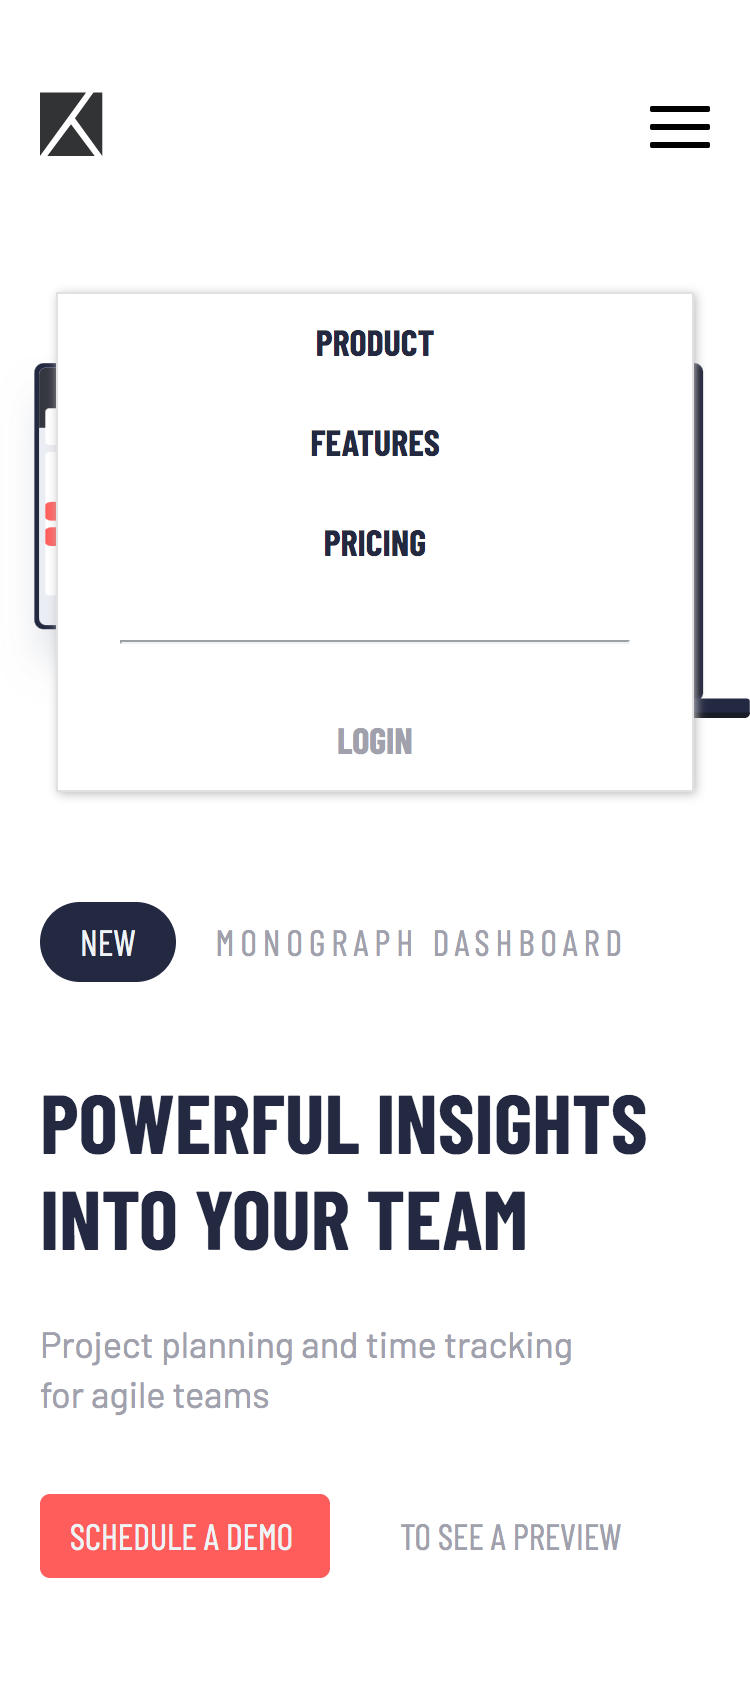 PRODUCT
FEATURES
PRICING
LOGIN
NEW MONOGRAPH DASHBOARD
POWERFUL INSIGHTS
INTO YOUR TEAM
Project planning and time tracking
for agile teams
SCHEDULE A DEMO TO SEE A PREVIEW